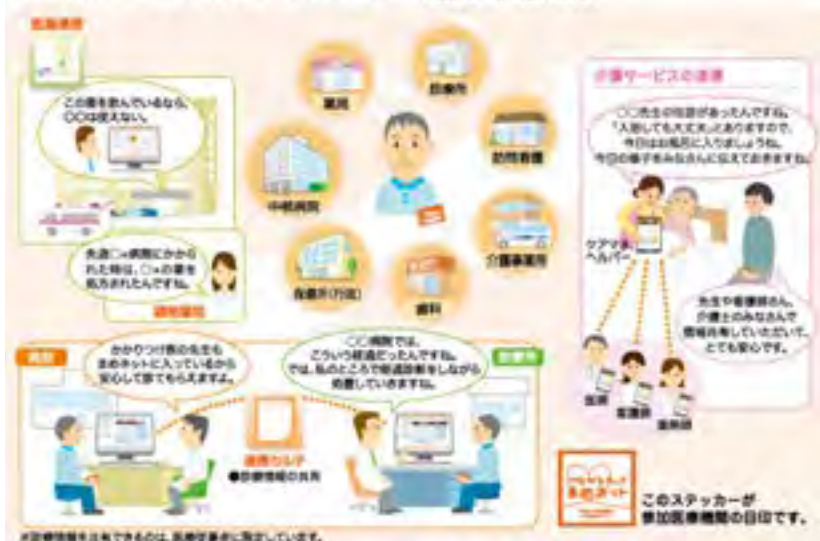 この薬を飲んでいるなら、
〇〇は使えない。
先週〇×病院にかから
れた時は、〇×の薬を
処方されたんですね。
調剤薬局
薬局
診療所
訪問看護
介護事業所
歯科
保健所(行政)
中核病院
介護サービスの連携
〇〇先生の往診があったんですね。
「入浴しても大丈夫」とありますので、
今日はお風呂に入りましょうね。
今日の様子をみなさんに伝えておきますね。
ケアマネ
ヘルパー
先生や看護師さん、
介護士のみなさんで
情報共有していただいて、
とても安心です。
医師
看護師
薬剤師
病院
かかりつけ医の先生も
まめネットに入っているから
安心して診てもらえますよ。
診療所
〇〇病院では、
こういう経過だったんですね。
では、私のところで経過診断をしながら
処置していきますね。
連携カルテ
●診療情報の共有
まめネット
このステッカーが
参加医療機関の目印です。
※診療情報を共有できるのは、医療従事者に限定しています。